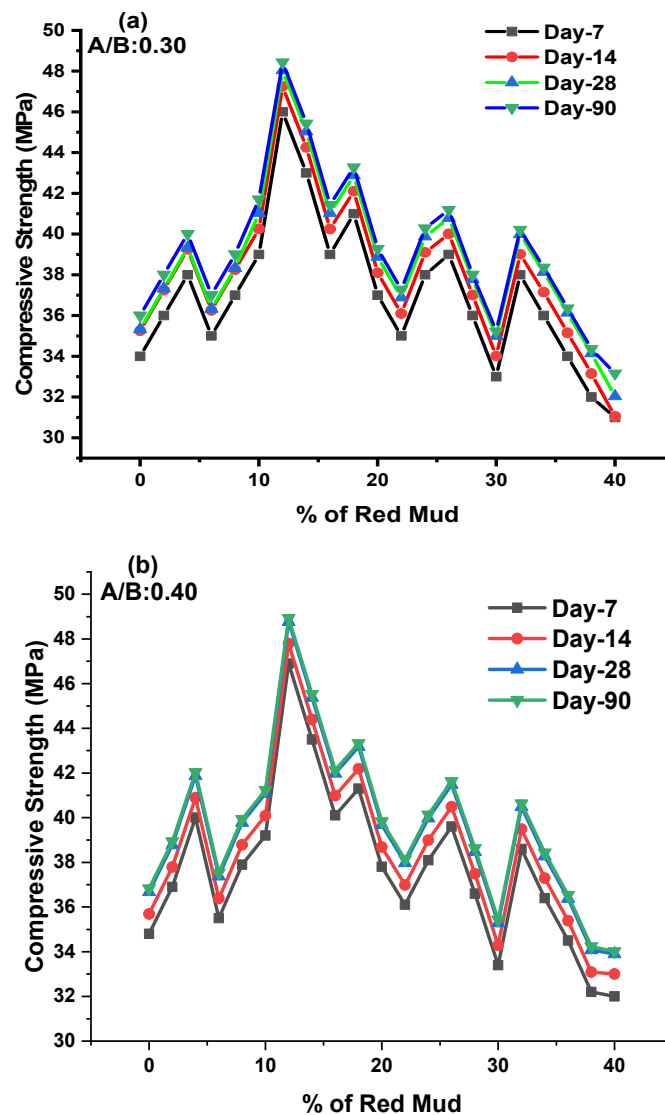 (a)
A/B:0.30
Day-7
Day-14
Day-28
Day-90
Compressive Strength (MPa)
50
48
46
44
42
40
38
36
34
32
30
0
10
20
30
40
% of Red Mud
(b)
A/B:0.40
Day-7
Day-14
Day-28
Day-90
Compressive Strength (MPa)
50
48
46
44
42
40
38
36
34
32
30
0
10
20
30
40
% of Red Mud